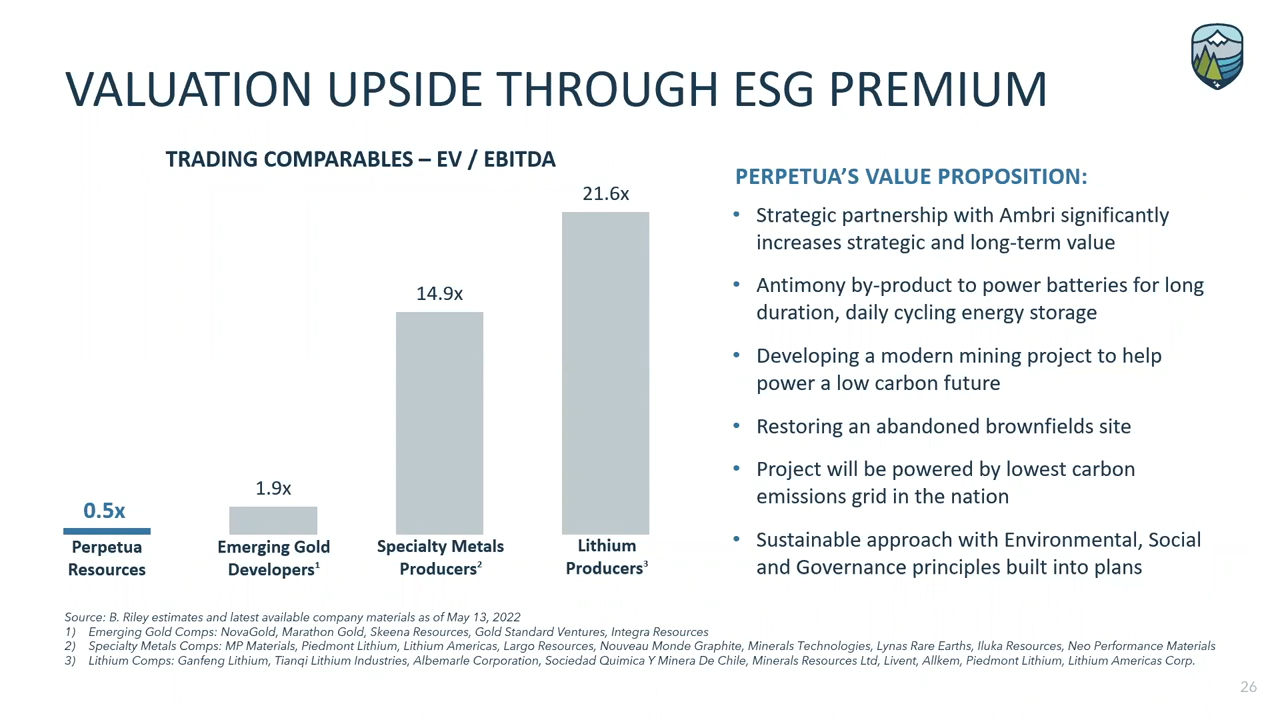 VALUATION UPSIDE THROUGH ESG PREMIUM
TRADING COMPARABLES – EV / EBITDA
0.5x
1.9x
14.9x
21.6x
Perpetua
Resources
Emerging Gold
Developers¹
Specialty Metals
Producers²
Lithium
Producers³
PERPETUA’S VALUE PROPOSITION:
• Strategic partnership with Ambri significantly
increases strategic and long-term value
• Antimony by-product to power batteries for long
duration, daily cycling energy storage
• Developing a modern mining project to help
power a low carbon future
• Restoring an abandoned brownfields site
• Project will be powered by lowest carbon
emissions grid in the nation
• Sustainable approach with Environmental, Social
and Governance principles built into plans
Source: B. Riley estimates and latest available company materials as of May 13, 2022
1) Emerging Gold Comps: NovaGold, Marathon Gold, Skeena Resources, Gold Standard Ventures, Integra Resources
2) Specialty Metals Comps: MP Materials, Piedmont Lithium, Lithium Americas, Largo Resources, Nouveau Monde Graphite, Minerals Technologies, Lynas Rare Earths, Iluka Resources, Neo Performance Materials
3) Lithium Comps: Ganfeng Lithium, Tianqi Lithium Industries, Albemarle Corporation, Sociedad Quimica Y Minera De Chile, Minerals Resources Ltd, Livent, Allkem, Piedmont Lithium, Lithium Americas Corp.
26